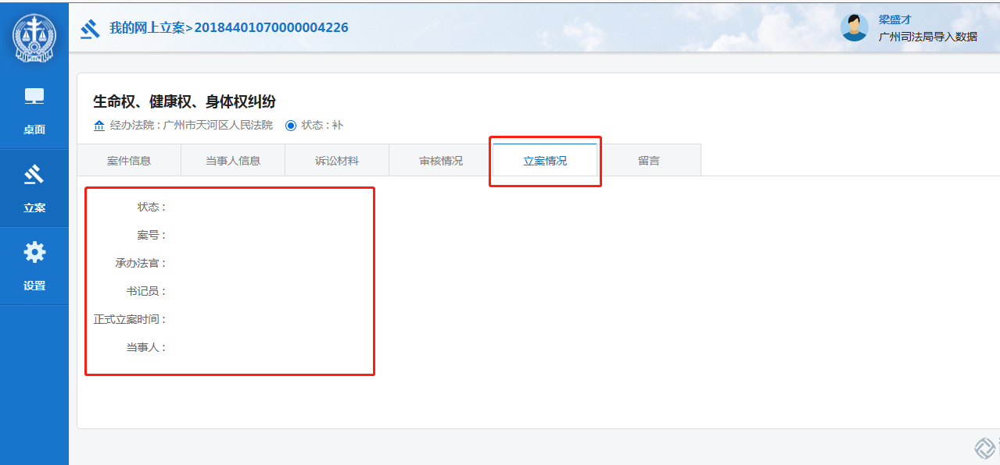 我的网上立案>20184401070000004226
梁盛才
广州司法局导入数据
桌面
立案
设置
生命权、健康权、身体权纠纷
经办法院 : 广州市天河区人民法院 状态 : 补
案件信息 当事人信息 诉讼材料 审核情况 立案情况 留言
状态 :
案号 :
承办法官 :
书记员 :
正式立案时间 :
当事人 :